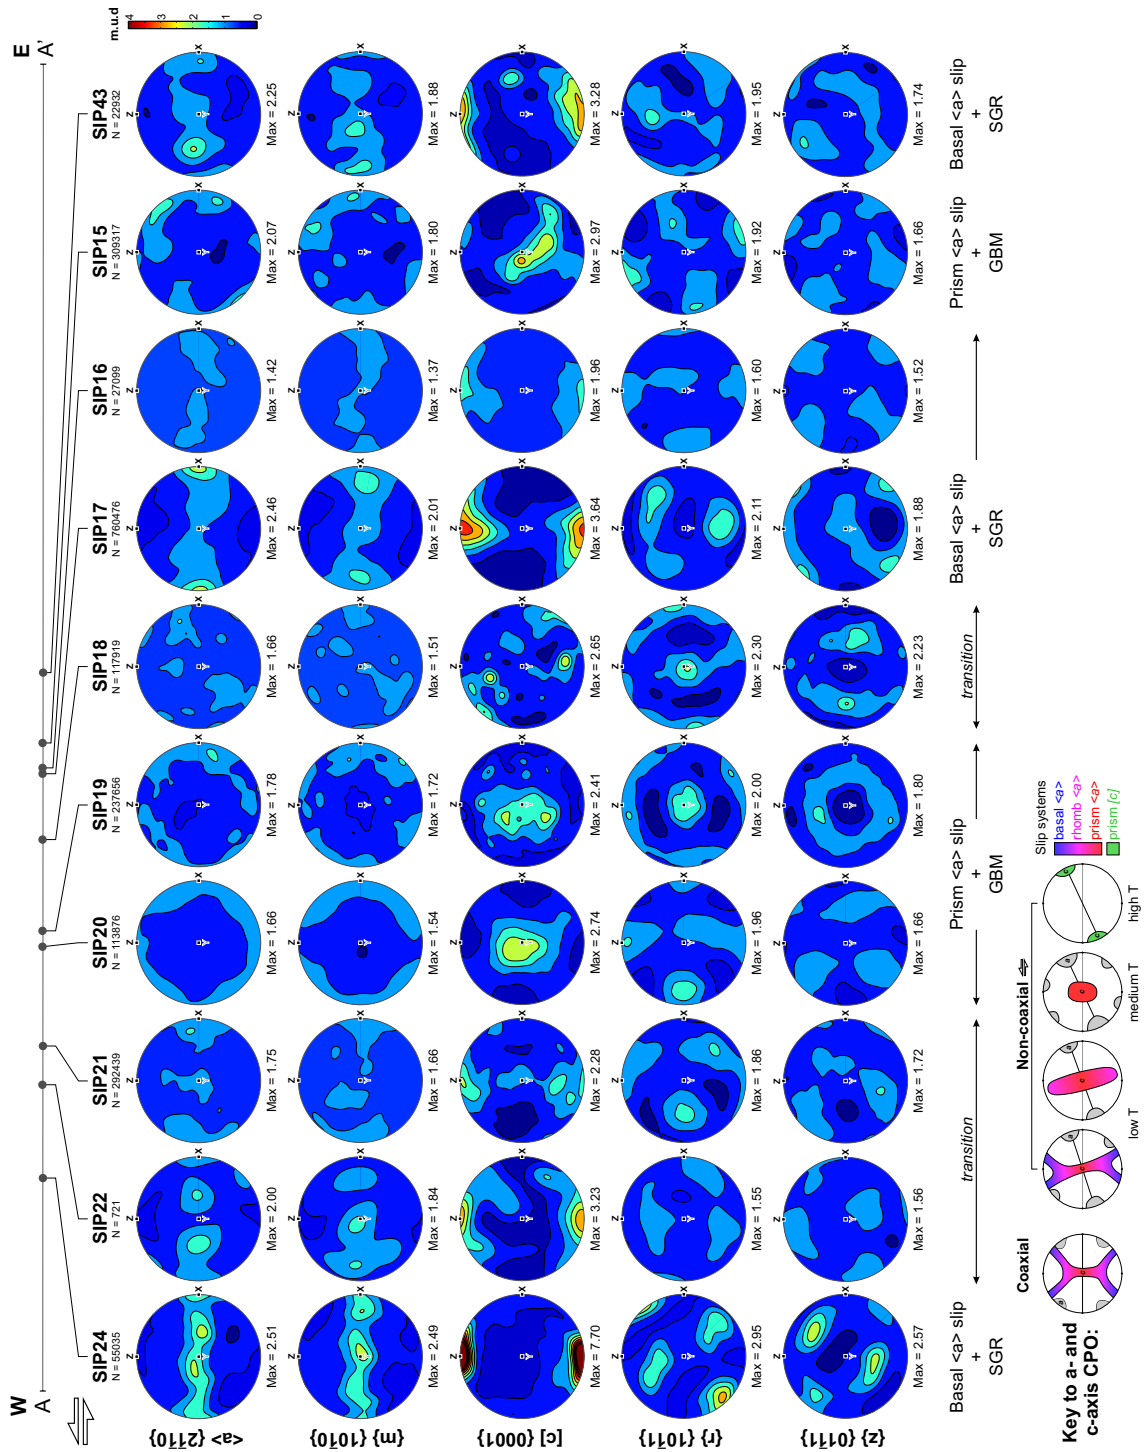 W
A
E
A'
m.u.d
4
3
2
1
0
SIP24
N = 55035
SIP22
N = 721
SIP21
N = 292439
SIP20
N = 113876
SIP19
N = 237656
SIP18
N = 117919
SIP17
N = 760476
SIP16
N = 27099
SIP15
N = 309317
SIP43
N = 22932
<a> {2110}
Z X Y Z X Y Z X Y Z X Y Z X Y Z X Y Z X Y Z X Y Z X Y Z X Y
Max = 2.51 Max = 2.00 Max = 1.75 Max = 1.66 Max = 1.78 Max = 1.66 Max = 2.46 Max = 1.42 Max = 2.07 Max = 2.25
{m} {1010}
Z X Y Z X Y Z X Y Z X Y Z X Y Z X Y Z X Y Z X Y Z X Y Z X Y
Max = 2.49 Max = 1.84 Max = 1.66 Max = 1.54 Max = 1.72 Max = 1.51 Max = 2.01 Max = 1.37 Max = 1.80 Max = 1.88
[c] {0001}
Z X Y Z X Y Z X Y Z X Y Z X Y Z X Y Z X Y Z X Y Z X Y Z X Y
Max = 7.70 Max = 3.23 Max = 2.28 Max = 2.74 Max = 2.41 Max = 2.65 Max = 3.64 Max = 1.96 Max = 2.97 Max = 3.28
{r} {1011}
Z X Y Z X Y Z X Y Z X Y Z X Y Z X Y Z X Y Z X Y Z X Y Z X Y
Max = 2.95 Max = 1.55 Max = 1.86 Max = 1.96 Max = 2.00 Max = 2.30 Max = 2.11 Max = 1.60 Max = 1.92 Max = 1.95
{z} {0111}
Z X Y Z X Y Z X Y Z X Y Z X Y Z X Y Z X Y Z X Y Z X Y Z X Y
Max = 2.57 Max = 1.56 Max = 1.72 Max = 1.66 Max = 1.80 Max = 2.23 Max = 1.88 Max = 1.52 Max = 1.66 Max = 1.74
Basal <a> slip
+
SGR
transition
Prism <a> slip
+
GBM
transition
Basal <a> slip
+
SGR
Prism <a> slip
+
GBM
Basal <a> slip
+
SGR
Key to a- and
c-axis CPO:
Coaxial
Non-coaxial
a c
a c
a c
a c
c c
low T
medium T
high T
Slip systems
basal <a>
rhomb <a>
prism <a>
prism [c]